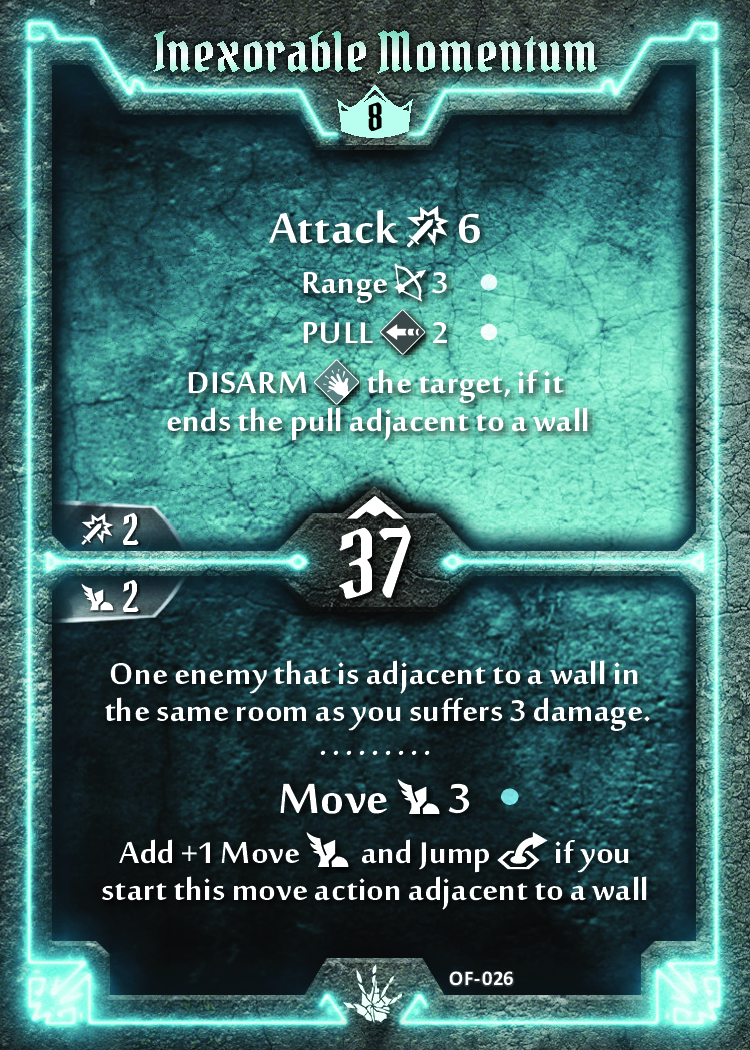 Inexorable Momentum
8
Attack 6
Range 3
PULL 2
DISARM the target, if it
ends the pull adjacent to a wall
2
37
2
One enemy that is adjacent to a wall in
the same room as you suffers 3 damage.
.........
Move 3
Add +1 Move and Jump if you
start this move action adjacent to a wall
OF-026